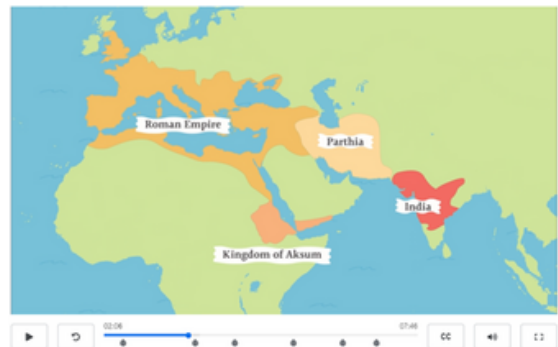 Roman Empire
Parthia
India
Kingdom of Aksum
02:06
07:46
CC